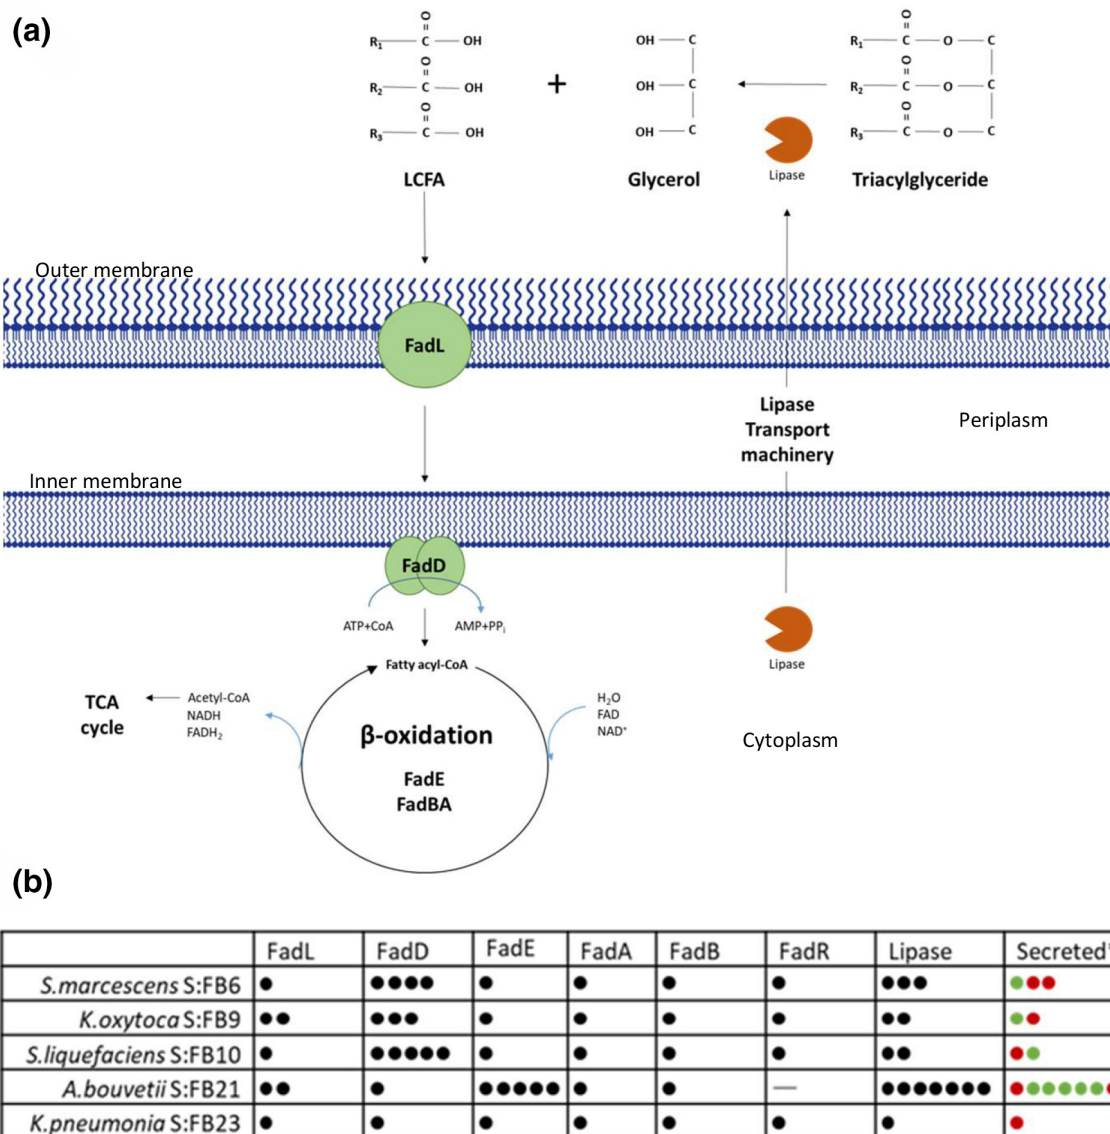 (a)
O O
R1 C OH OH C R1 C O C
O O
R2 C OH + OH C R2 C O C
O O
R3 C OH OH C R3 C O C
Lipase
LCFA Glycerol Triacylglyceride
Outer membrane
FadL
Lipase
Transport
machinery
Periplasm
Inner membrane
FadD
ATP+CoA AMP+PPi
Fatty acyl-CoA
Lipase
TCA
cycle
Acetyl-CoA
NADH
FADH2
H2O
FAD
NAD+
β-oxidation
FadE
FadBA
Cytoplasm
(b)
FadL FadD FadE FadA FadB FadR Lipase Secreted*
S.marcescens S:FB6
K.oxytoca S:FB9
S.liquefaciens S:FB10
A.bouvetii S:FB21 —
K.pneumonia S:FB23